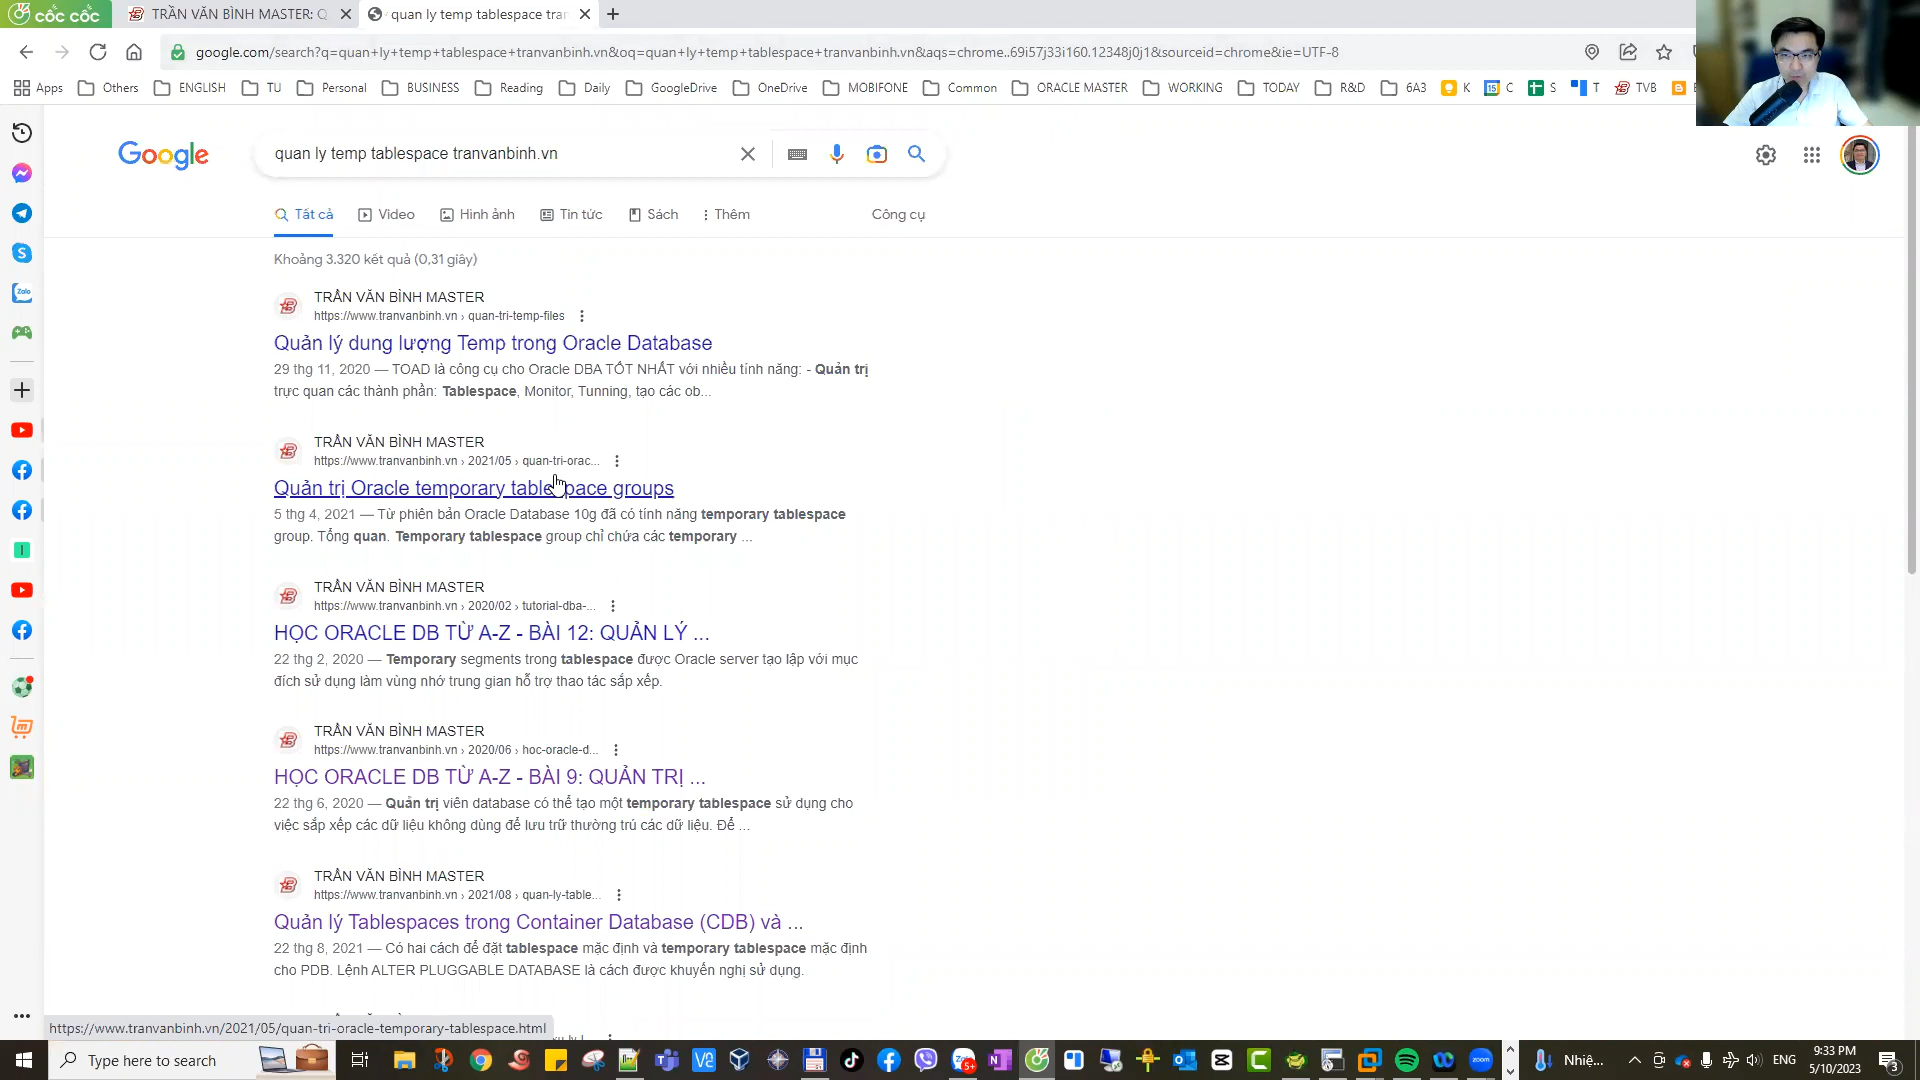 cốc cốc
TRẦN VĂN BÌNH MASTER: Q
quan ly temp tablespace tran
google.com/search?q=quan+ly+temp+tablespace+tranvanbinh.vn&oq=quan+ly+temp+tablespace+tranvanbinh.vn&aqs=chrome..69i57j33i160.12348j0j1&sourceid=chrome&ie=UTF-8
Apps Others ENGLISH TU Personal BUSINESS Reading Daily GoogleDrive OneDrive MOBIFONE Common ORACLE MASTER WORKING TODAY R&D 6A3 K C S T TVB
Google
quan ly temp tablespace tranvanbinh.vn
Tất cả Video Hình ảnh Tin tức Sách Thêm Công cụ
Khoảng 3.320 kết quả (0,31 giây)
TRẦN VĂN BÌNH MASTER
https://www.tranvanbinh.vn › quan-tri-temp-files
Quản lý dung lượng Temp trong Oracle Database
29 thg 11, 2020 — TOAD là công cụ cho Oracle DBA TỐT NHẤT với nhiều tính năng: - Quản trị
trực quan các thành phần: Tablespace, Monitor, Tunning, tạo các ob...
TRẦN VĂN BÌNH MASTER
https://www.tranvanbinh.vn › 2021/05 › quan-tri-orac...
Quản trị Oracle temporary tablespace groups
5 thg 4, 2021 — Từ phiên bản Oracle Database 10g đã có tính năng temporary tablespace
group. Tổng quan. Temporary tablespace group chỉ chứa các temporary ...
TRẦN VĂN BÌNH MASTER
https://www.tranvanbinh.vn › 2020/02 › tutorial-dba-...
HỌC ORACLE DB TỪ A-Z - BÀI 12: QUẢN LÝ ...
22 thg 2, 2020 — Temporary segments trong tablespace được Oracle server tạo lập với mục
đích sử dụng làm vùng nhớ trung gian hỗ trợ thao tác sắp xếp.
TRẦN VĂN BÌNH MASTER
https://www.tranvanbinh.vn › 2020/06 › hoc-oracle-d...
HỌC ORACLE DB TỪ A-Z - BÀI 9: QUẢN TRỊ ...
22 thg 6, 2020 — Quản trị viên database có thể tạo một temporary tablespace sử dụng cho
việc sắp xếp các dữ liệu không dùng để lưu trữ thường trú các dữ liệu. Để ...
TRẦN VĂN BÌNH MASTER
https://www.tranvanbinh.vn › 2021/08 › quan-ly-table...
Quản lý Tablespaces trong Container Database (CDB) và ...
22 thg 8, 2021 — Có hai cách để đặt tablespace mặc định và temporary tablespace mặc định
cho PDB. Lệnh ALTER PLUGGABLE DATABASE là cách được khuyến nghị sử dụng.
https://www.tranvanbinh.vn/2021/05/quan-tri-oracle-temporary-tablespace.html
Type here to search
Nhiệ...
ENG
9:33 PM
5/10/2023
3